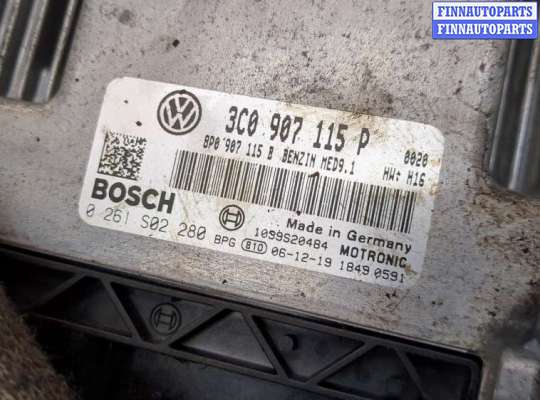 FINNAUTOPARTS
FINNAUTOPARTS
FINNAUTOPARTS
3C0 907 115 P
8P0 907 115 B BENZIN MED9.1
0020
HW: H16
BOSCH
0 261 S02 280
Made in Germany
1039S20484 MOTRONIC
BPG 810 06-12-19 1849 0591